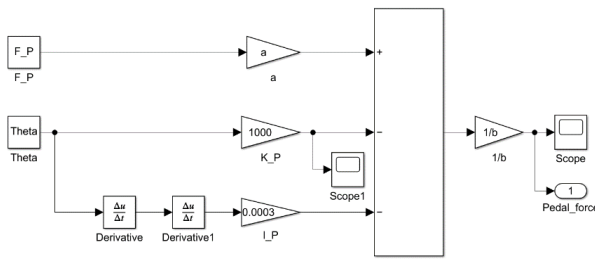 F_P
F_P
a
a
+
Theta
Theta
1000
K_P
−
Scope1
1/b
1/b
Scope
1
Pedal_force
Δu
Δt
Derivative
Δu
Δt
Derivative1
0.0003
I_P
−